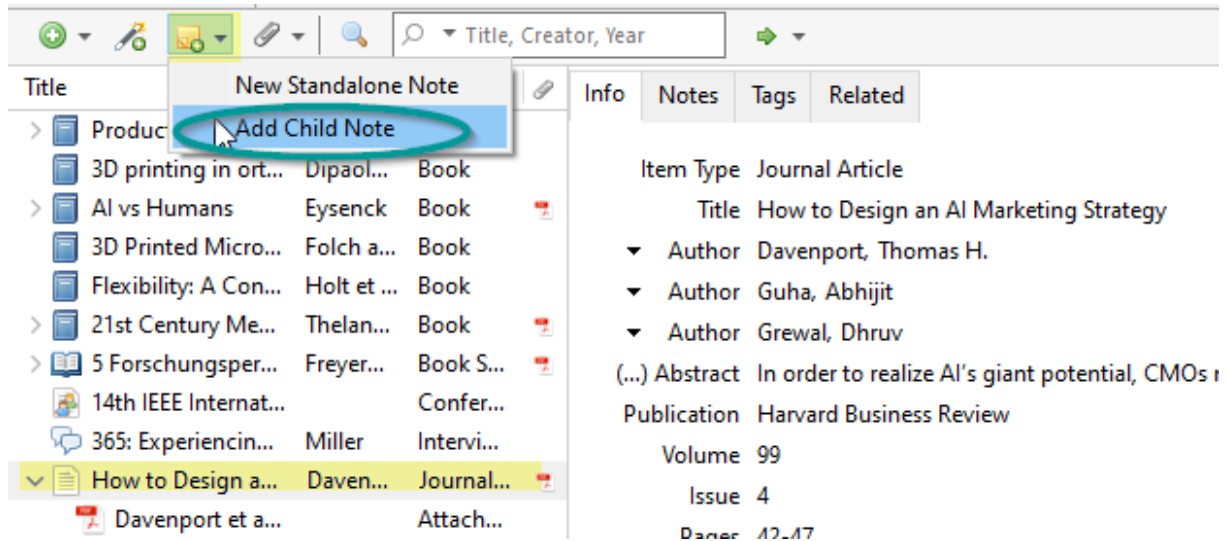 Title, Creator, Year
New Standalone Note
Add Child Note
Title
Produc
3D printing in ort... Dipaol... Book
AI vs Humans Eysenck Book
3D Printed Micro... Folch a... Book
Flexibility: A Con... Holt et ... Book
21st Century Me... Thelan... Book
5 Forschungsper... Freyer... Book S...
14th IEEE Internat... Confer...
365: Experiencin... Miller Intervi...
How to Design a... Daven... Journal...
Davenport et a... Attach...
Info Notes Tags Related
Item Type Journal Article
Title How to Design an AI Marketing Strategy
Author Davenport, Thomas H.
Author Guha, Abhijit
Author Grewal, Dhruv
(...) Abstract In order to realize AI's giant potential, CMOs
Publication Harvard Business Review
Volume 99
Issue 4
Pages 42-47